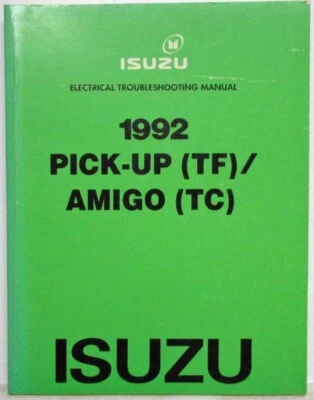 ISUZU
ELECTRICAL TROUBLESHOOTING MANUAL
1992
PICK-UP (TF)/
AMIGO (TC)
ISUZU